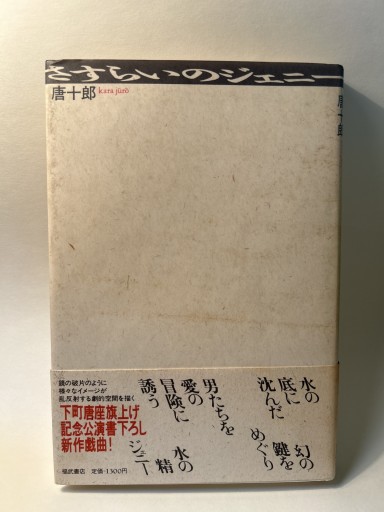 さすらいのジェニー
唐十郎 kara jūrō
唐十郎
水の
底に
沈んだ
幻の
鍵を
めぐり
男たちを
愛の
冒険に
誘う
水の
精
ジェニー
鏡の破片のように
様々なイメージが
乱反射する劇的空間を描く
下町唐座旗上げ
記念公演書下ろし
新作戯曲!
福武書店 定価・1300円